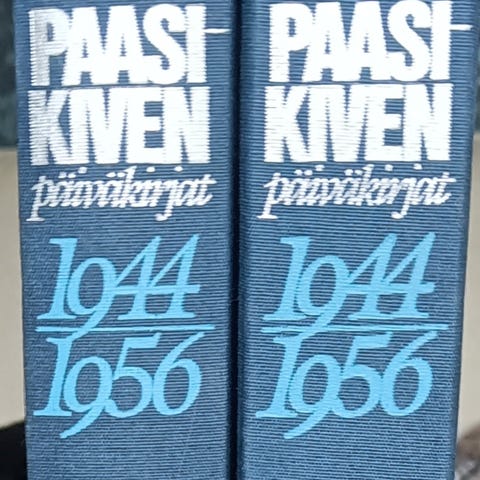 PAASI-
KIVEN
päiväkirjat
1944
1956
PAASI-
KIVEN
päiväkirjat
1944
1956